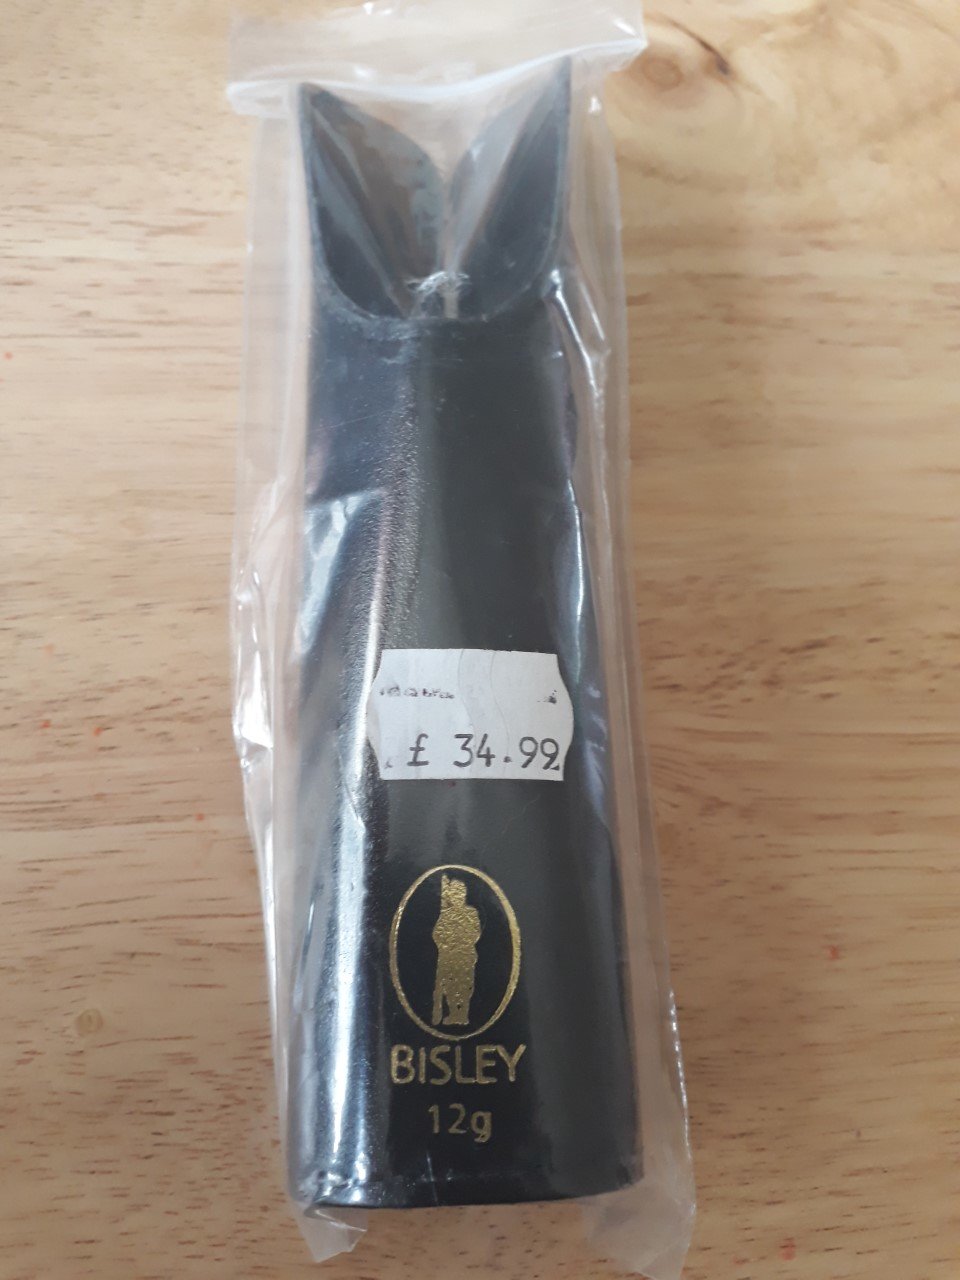 £ 34.99
BISLEY
12g